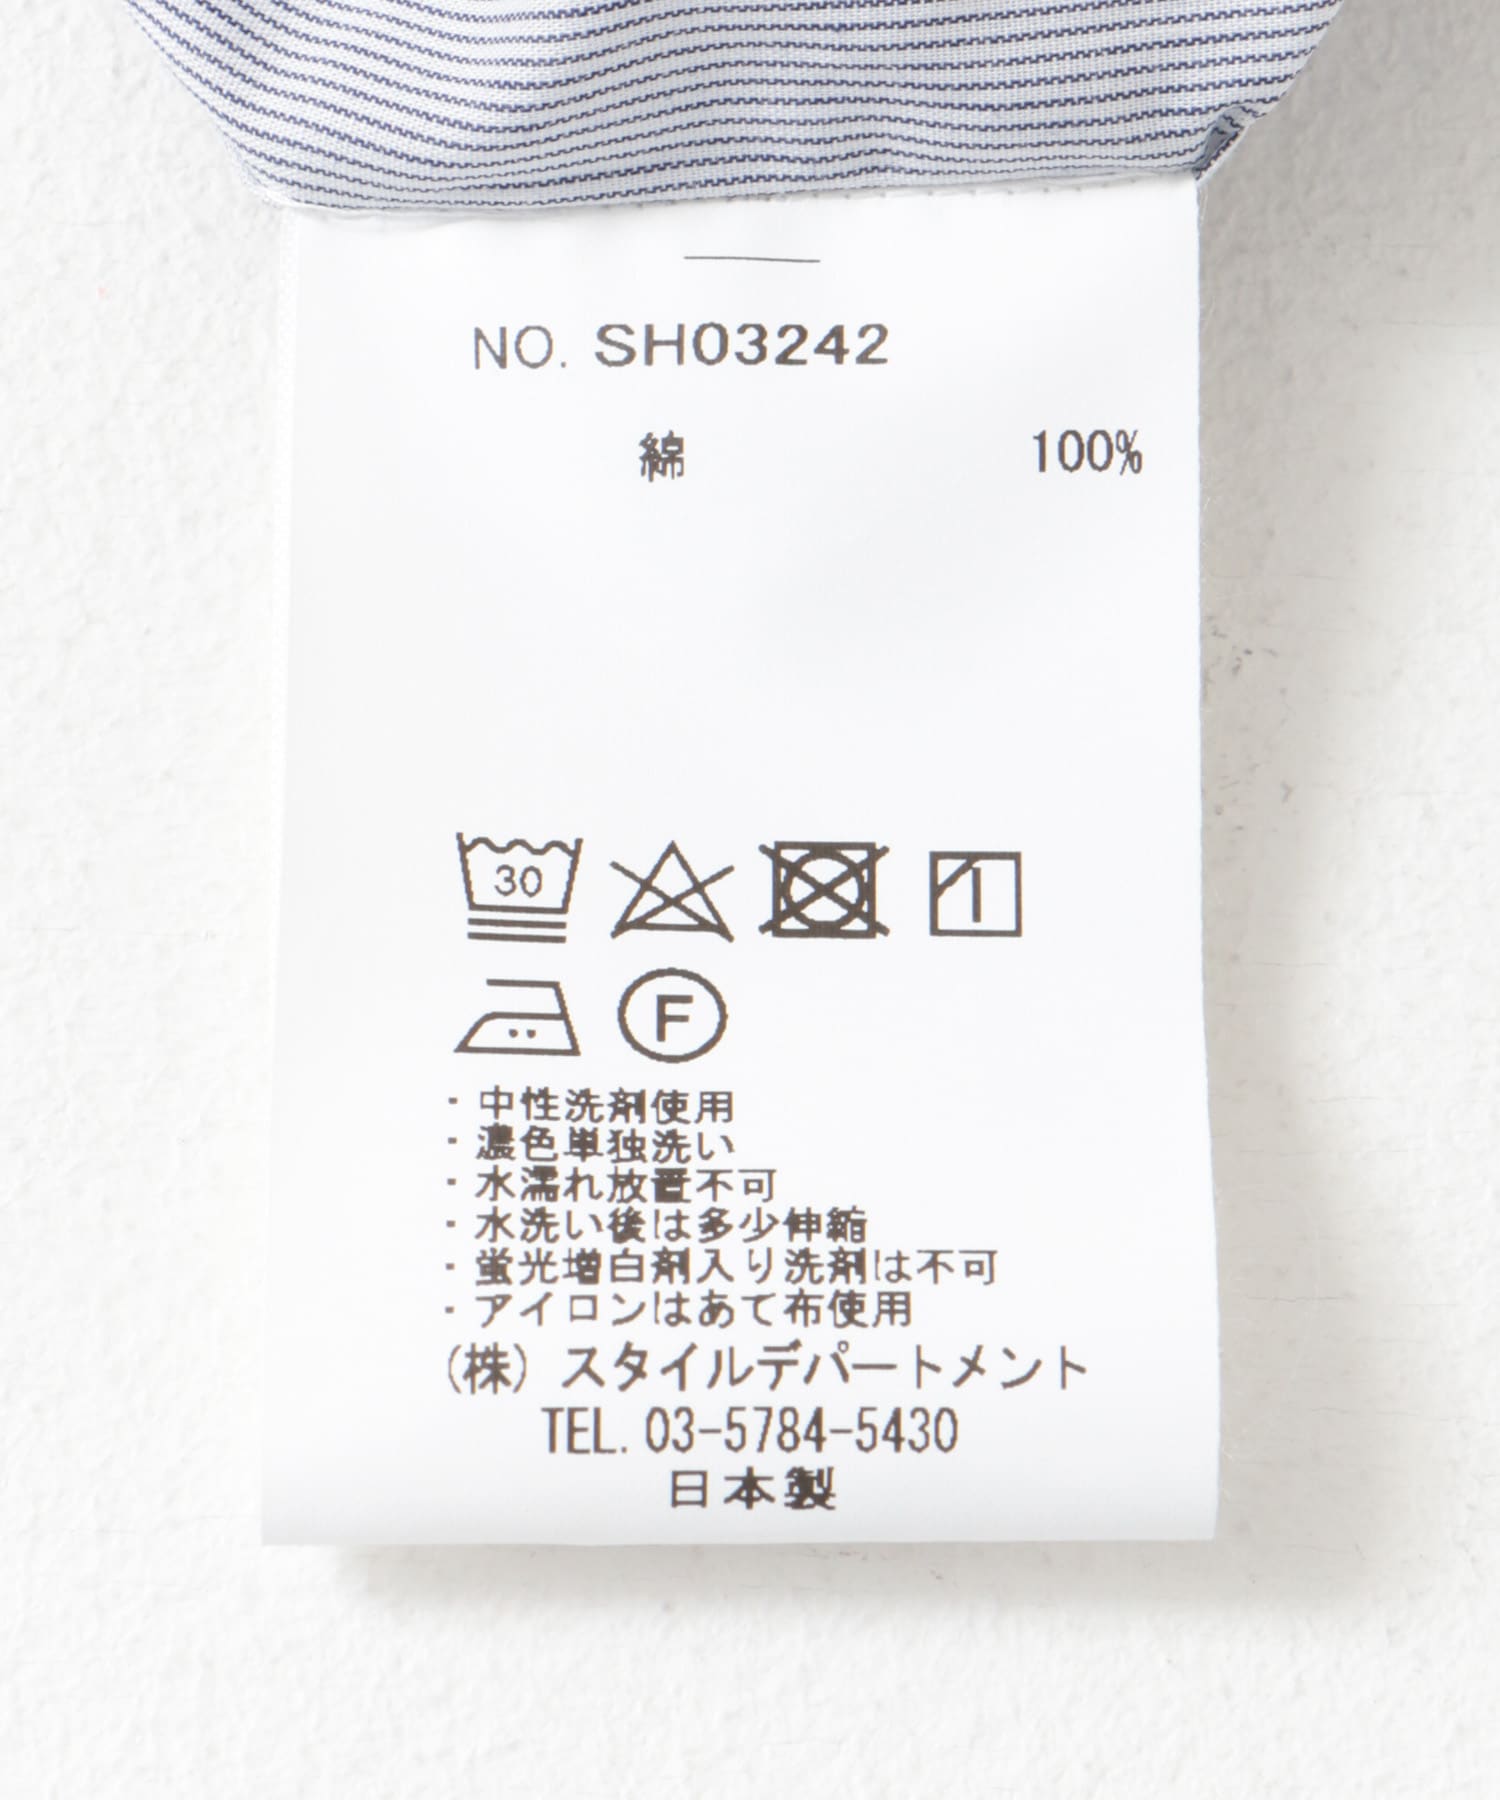 NO. SH03242
綿 100%
30
F
・中性洗剤使用
・濃色単独洗い
・水濡れ放置不可
・水洗い後は多少伸縮
・蛍光増白剤入り洗剤は不可
・アイロンはあて布使用
(株) スタイルデパートメント
TEL. 03-5784-5430
日本製